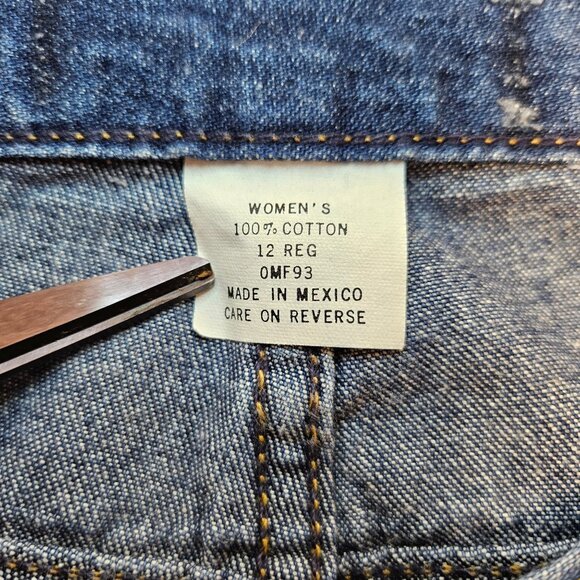 WOMEN'S
100% COTTON
12 REG
0MF93
MADE IN MEXICO
CARE ON REVERSE